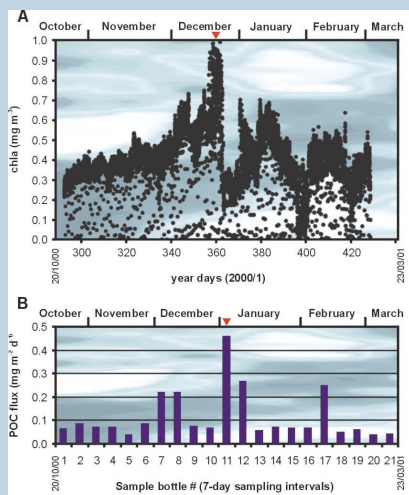 A
October November December January February March
chla (mg m⁻³)
1.0
0.9
0.8
0.7
0.6
0.5
0.4
0.3
0.2
0.1
0.0
300 320 340 360 380 400 420
20/10/00
23/03/01
year days (2000/1)
B
October November December January February March
POC flux (mg m⁻² d⁻¹)
0.5
0.4
0.3
0.2
0.1
0.0
20/10/00
1 2 3 4 5 6 7 8 9 10 11 12 13 14 15 16 17 18 19 20 21
23/03/01
Sample bottle # (7-day sampling intervals)